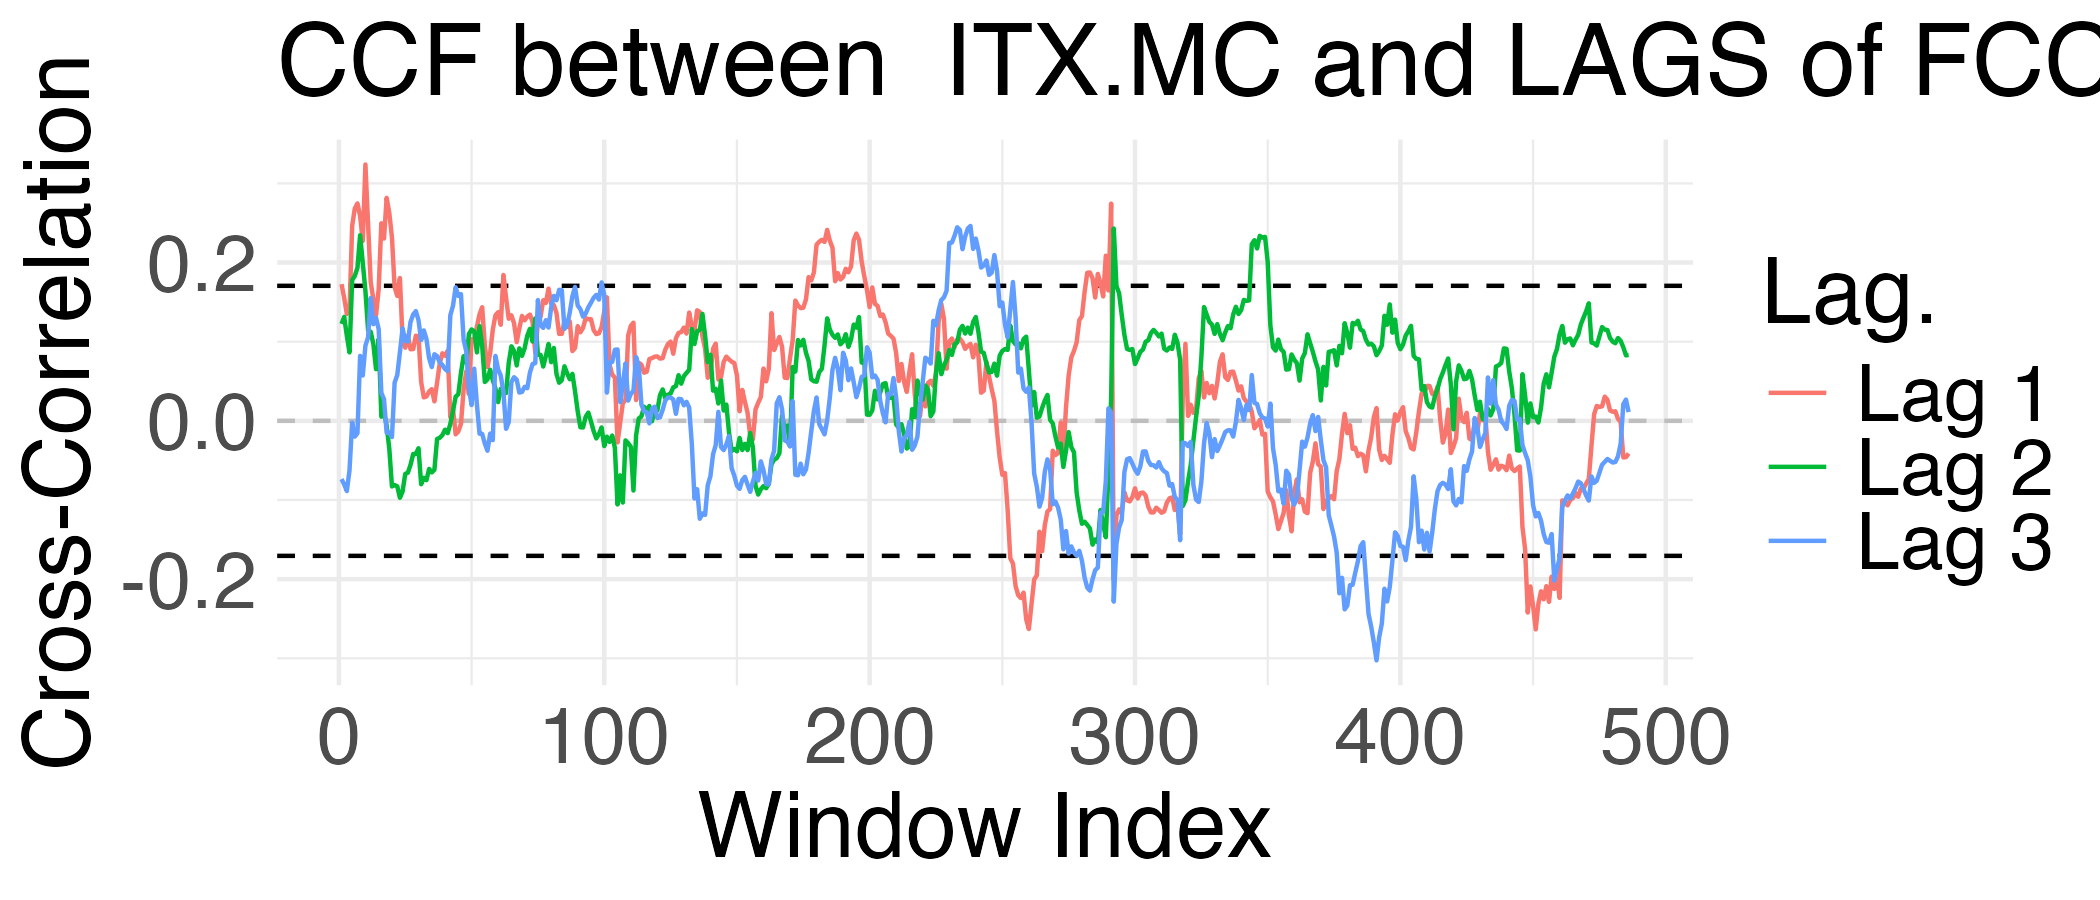 CCF between ITX.MC and LAGS of FCC
Cross-Correlation
0.2
0.0
-0.2
0 100 200 300 400 500
Window Index
Lag.
Lag 1
Lag 2
Lag 3